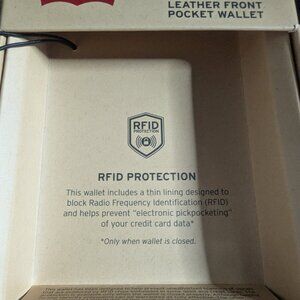 LEATHER FRONT
POCKET WALLET
RFID
PROTECTION
RFID PROTECTION
This wallet includes a thin lining designed to
block Radio Frequency Identification (RFID)
and helps prevent "electronic pickpocketing"
of your credit card data*
*Only when wallet is closed.